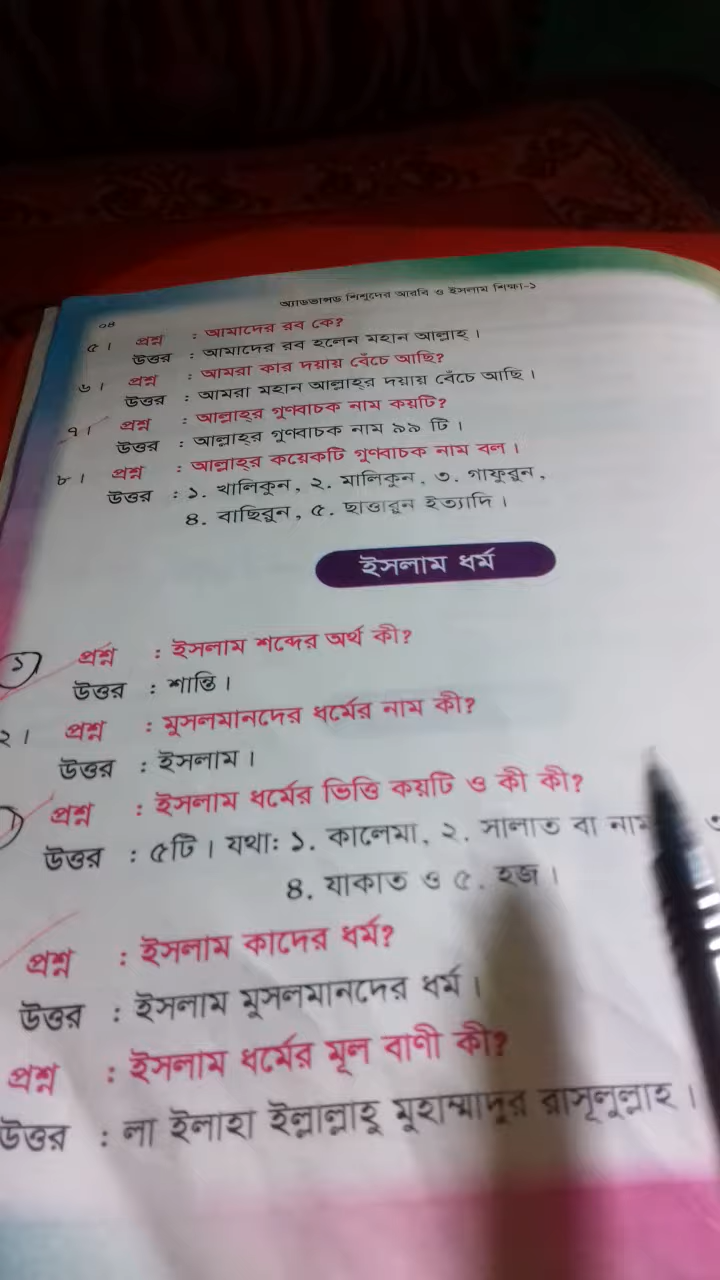 অ্যাডভান্সড শিশুদের আরবি ও ইসলাম শিক্ষা-১
০৪
৫। প্রশ্ন : আমাদের রব কে?
উত্তর : আমাদের রব হলেন মহান আল্লাহ্।
৬। প্রশ্ন : আমরা কার দয়ায় বেঁচে আছি?
উত্তর : আমরা মহান আল্লাহ্‌র দয়ায় বেঁচে আছি।
৭। প্রশ্ন : আল্লাহ্‌র গুণবাচক নাম কয়টি?
উত্তর : আল্লাহ্‌র গুণবাচক নাম ৯৯ টি।
৮। প্রশ্ন : আল্লাহ্‌র কয়েকটি গুণবাচক নাম বল।
উত্তর : ১. খালিকুন, ২. মালিকুন, ৩. গাফুরুন,
৪. বাছিরুন, ৫. ছাত্তারুন ইত্যাদি।
ইসলাম ধর্ম
১ প্রশ্ন : ইসলাম শব্দের অর্থ কী?
উত্তর : শান্তি।
২। প্রশ্ন : মুসলমানদের ধর্মের নাম কী?
উত্তর : ইসলাম।
প্রশ্ন : ইসলাম ধর্মের ভিত্তি কয়টি ও কী কী?
উত্তর : ৫টি। যথা: ১. কালেমা, ২. সালাত বা
৪. যাকাত ও ৫. হজ।
প্রশ্ন : ইসলাম কাদের ধর্ম?
উত্তর : ইসলাম মুসলমানদের ধর্ম।
প্রশ্ন : ইসলাম ধর্মের মূল বাণী কী?
উত্তর : লা ইলাহা ইল্লাল্লাহু মুহাম্মাদুর রাসূলুল্লাহ।